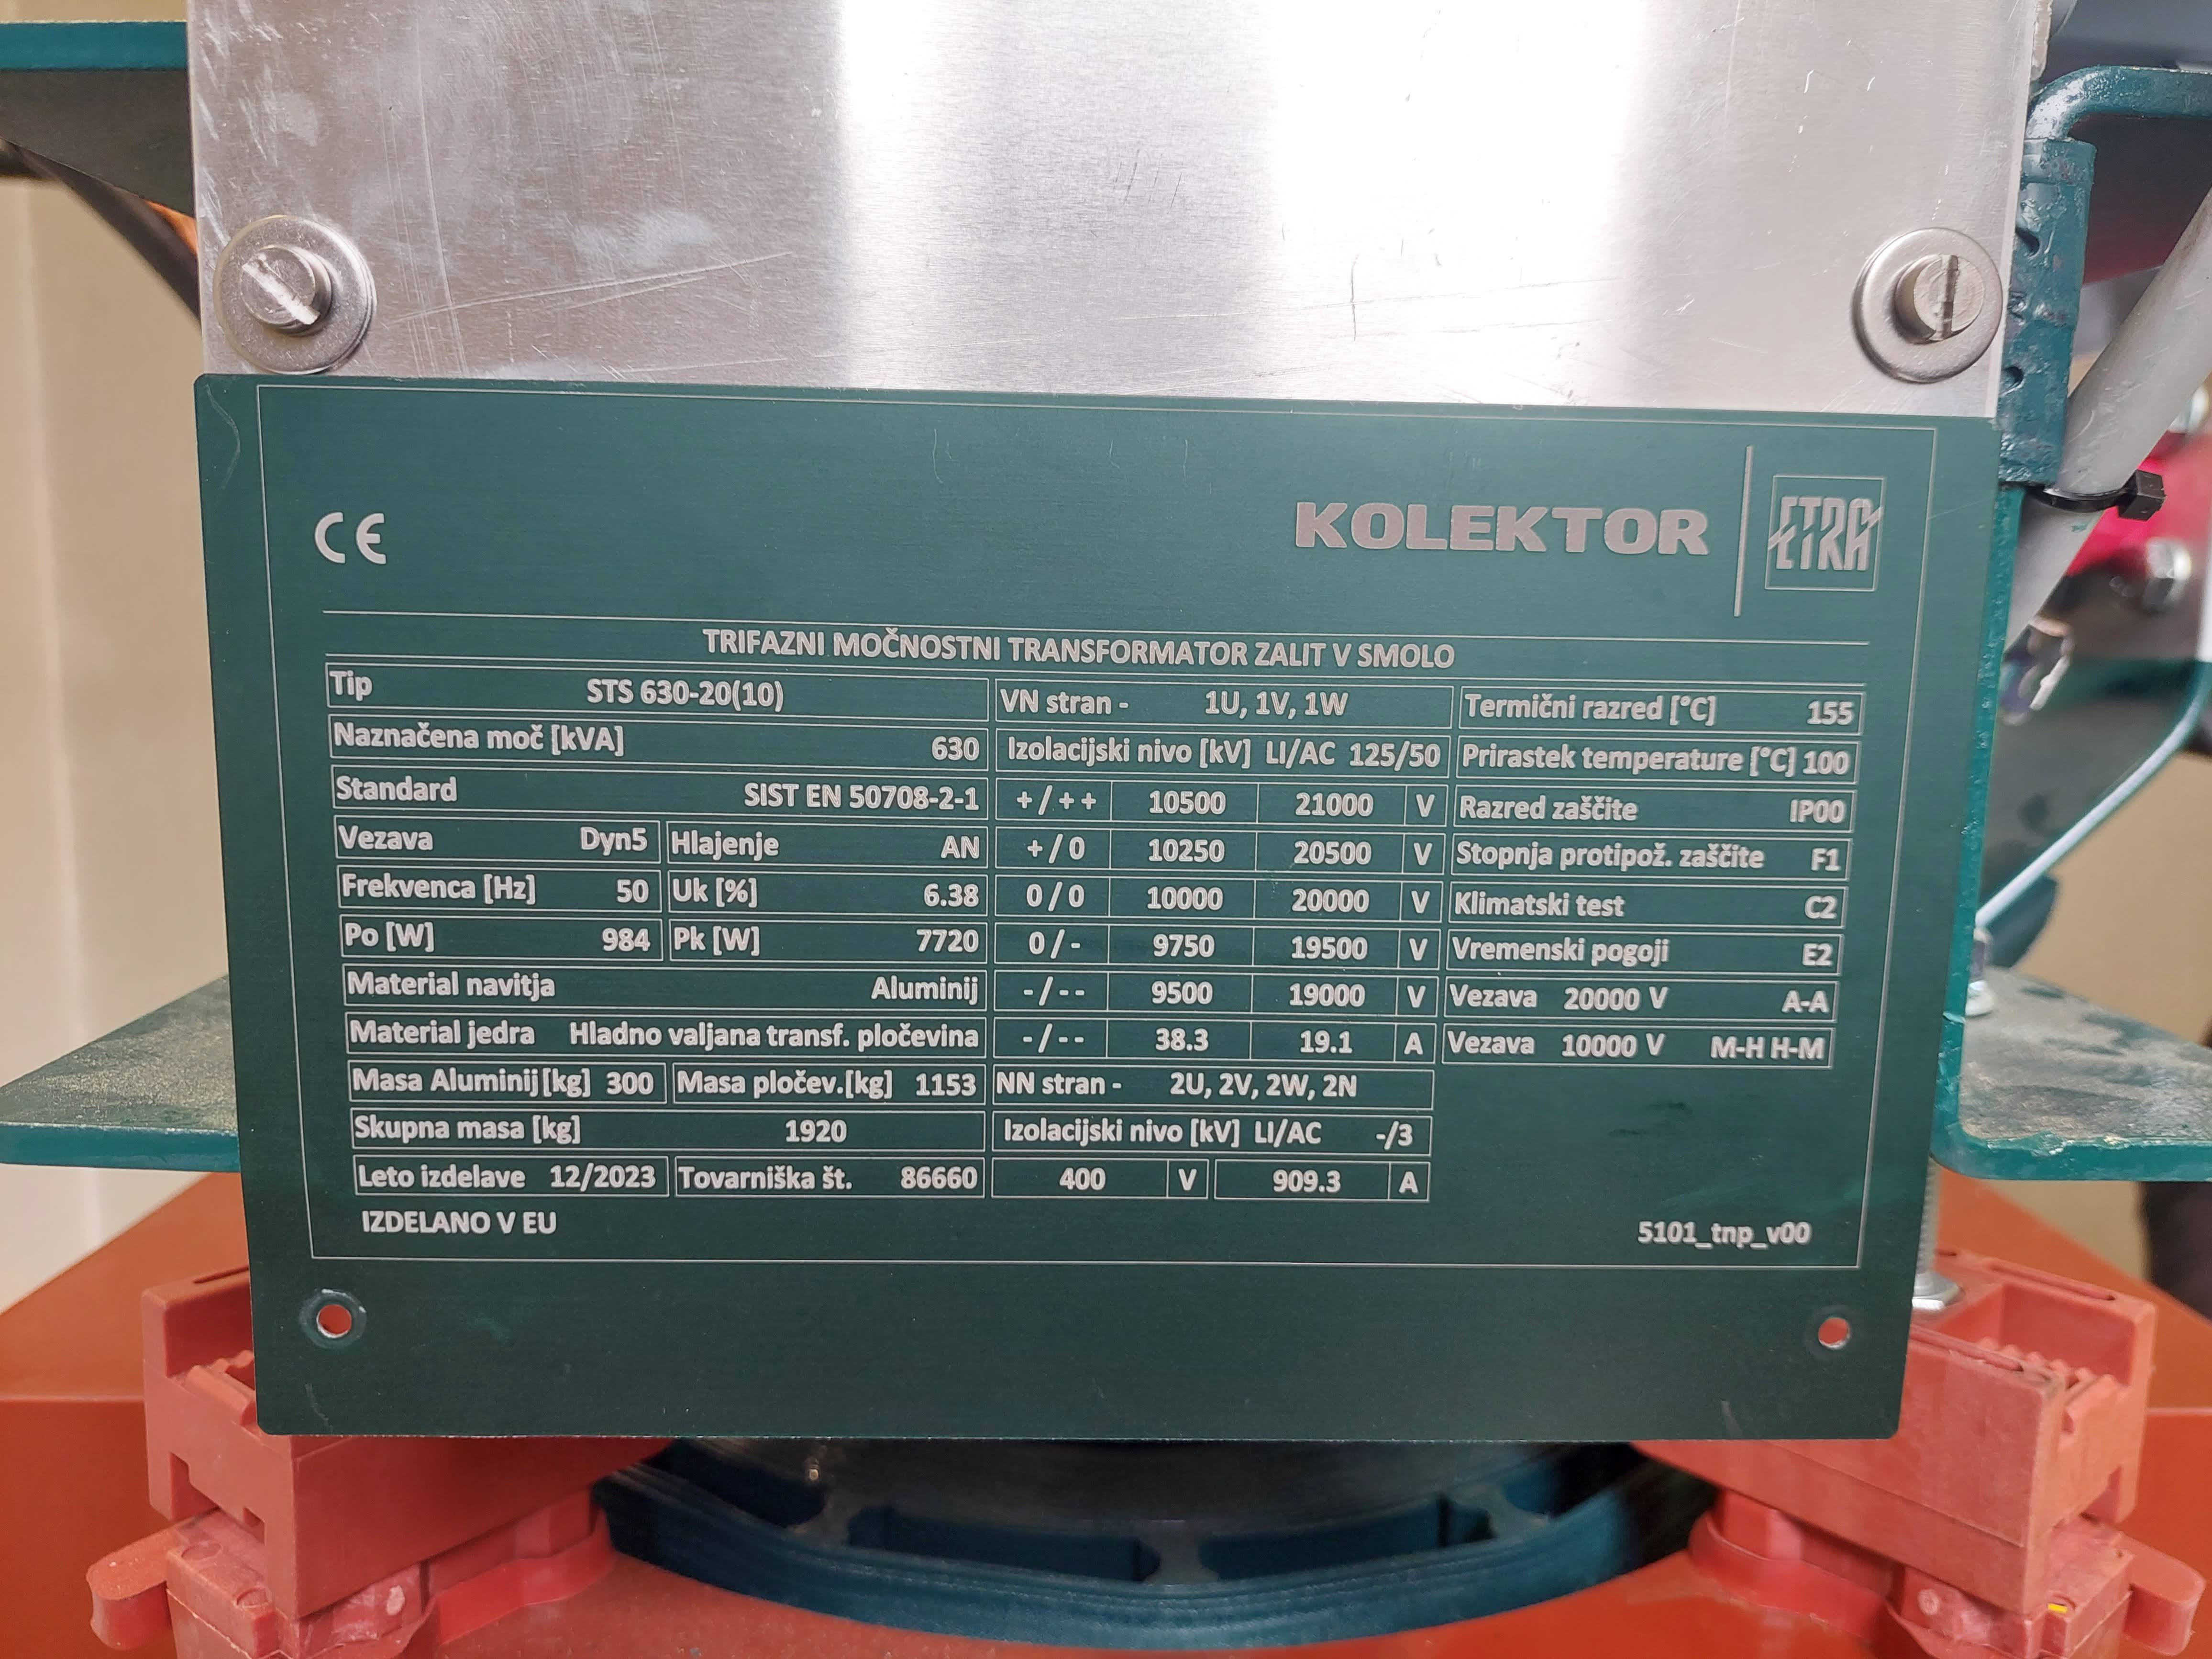 CE
KOLEKTOR ETRA
TRIFAZNI MOČNOSTNI TRANSFORMATOR ZALIT V SMOLO
Tip STS 630-20(10)
Naznačena moč [kVA] 630
Standard SIST EN 50708-2-1
Vezava Dyn5 Hlajenje AN
Frekvenca [Hz] 50 Uk [%] 6.38
Po [W] 984 Pk [W] 7720
Material navitja Aluminij
Material jedra Hladno valjana transf. pločevina
Masa Aluminij[kg] 300 Masa pločev.[kg] 1153
Skupna masa [kg] 1920
Leto izdelave 12/2023 Tovarniška št. 86660
IZDELANO V EU
VN stran - 1U, 1V, 1W
Izolacijski nivo [kV] LI/AC 125/50
+ / + + 10500 21000 V
+ / 0 10250 20500 V
0 / 0 10000 20000 V
0 / - 9750 19500 V
- / - - 9500 19000 V
- / - - 38.3 19.1 A
NN stran - 2U, 2V, 2W, 2N
Izolacijski nivo [kV] LI/AC -/3
400 V 909.3 A
Termični razred [°C] 155
Prirastek temperature [°C] 100
Razred zaščite IP00
Stopnja protipož. zaščite F1
Klimatski test C2
Vremenski pogoji E2
Vezava 20000 V A-A
Vezava 10000 V M-H H-M
5101_tnp_v00